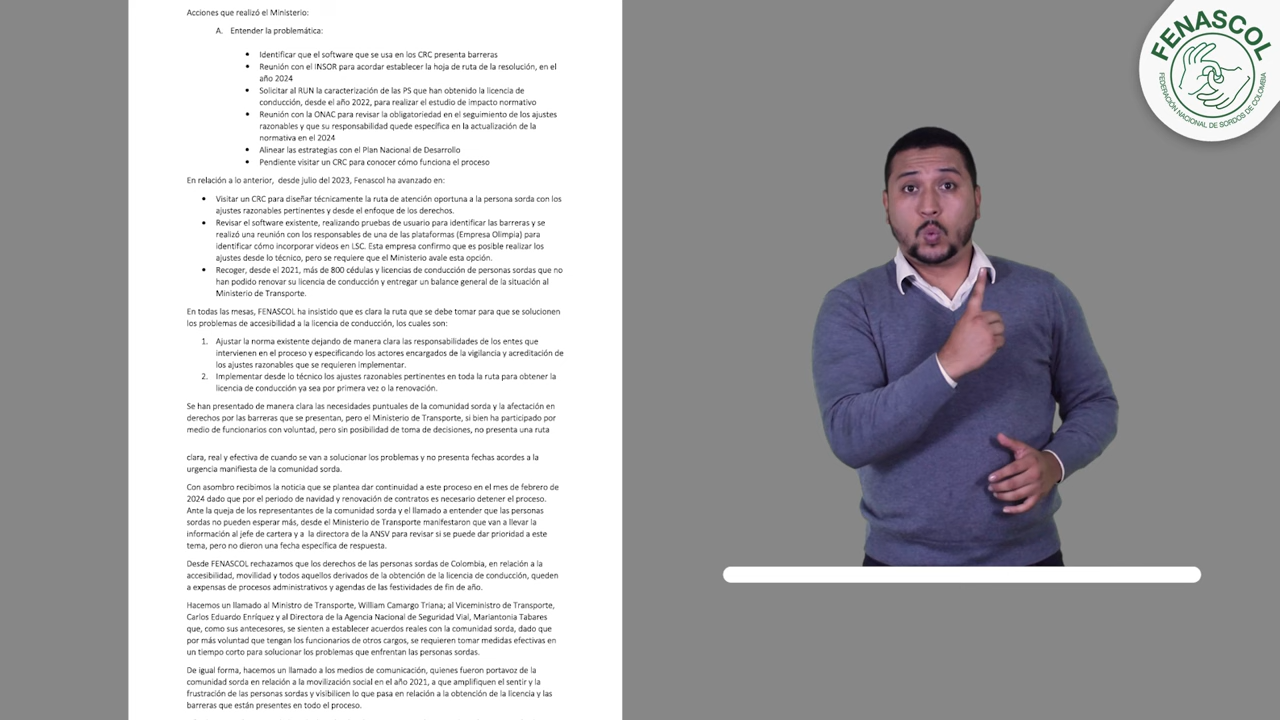 Acciones que realizó el Ministerio:
A. Entender la problemática:
• Identificar que el software que se usa en los CRC presenta barreras
• Reunión con el INSOR para acordar establecer la hoja de ruta de la resolución, en el
año 2024
• Solicitar al RUN la caracterización de las PS que han obtenido la licencia de
conducción, desde el año 2022, para realizar el estudio de impacto normativo
• Reunión con la ONAC para revisar la obligatoriedad en el seguimiento de los ajustes
razonables y que su responsabilidad quede específica en la actualización de la
normativa en el 2024
• Alinear las estrategias con el Plan Nacional de Desarrollo
• Pendiente visitar un CRC para conocer cómo funciona el proceso
En relación a lo anterior, desde julio del 2023, Fenascol ha avanzado en:
• Visitar un CRC para diseñar técnicamente la ruta de atención oportuna a la persona sorda con los
ajustes razonables pertinentes y desde el enfoque de los derechos.
• Revisar el software existente, realizando pruebas de usuario para identificar las barreras y se
realizó una reunión con los responsables de una de las plataformas (Empresa Olimpia) para
identificar cómo incorporar videos en LSC. Esta empresa confirmo que es posible realizar los
ajustes desde lo técnico, pero se requiere que el Ministerio avale esta opción.
• Recoger, desde el 2021, más de 800 cédulas y licencias de conducción de personas sordas que no
han podido renovar su licencia de conducción y entregar un balance general de la situación al
Ministerio de Transporte.
En todas las mesas, FENASCOL ha insistido que es clara la ruta que se debe tomar para que se solucionen
los problemas de accesibilidad a la licencia de conducción, los cuales son:
1. Ajustar la norma existente dejando de manera clara las responsabilidades de los entes que
intervienen en el proceso y especificando los actores encargados de la vigilancia y acreditación de
los ajustes razonables que se requieren implementar.
2. Implementar desde lo técnico los ajustes razonables pertinentes en toda la ruta para obtener la
licencia de conducción ya sea por primera vez o la renovación.
Se han presentado de manera clara las necesidades puntuales de la comunidad sorda y la afectación en
derechos por las barreras que se presentan, pero el Ministerio de Transporte, si bien ha participado por
medio de funcionarios con voluntad, pero sin posibilidad de toma de decisiones, no presenta una ruta
clara, real y efectiva de cuando se van a solucionar los problemas y no presenta fechas acordes a la
urgencia manifiesta de la comunidad sorda.
Con asombro recibimos la noticia que se plantea dar continuidad a este proceso en el mes de febrero de
2024 dado que por el periodo de navidad y renovación de contratos es necesario detener el proceso.
Ante la queja de los representantes de la comunidad sorda y el llamado a entender que las personas
sordas no pueden esperar más, desde el Ministerio de Transporte manifestaron que van a llevar la
información al jefe de cartera y a la directora de la ANSV para revisar si se puede dar prioridad a este
tema, pero no dieron una fecha específica de respuesta.
Desde FENASCOL rechazamos que los derechos de las personas sordas de Colombia, en relación a la
accesibilidad, movilidad y todos aquellos derivados de la obtención de la licencia de conducción, queden
a expensas de procesos administrativos y agendas de las festividades de fin de año.
Hacemos un llamado al Ministro de Transporte, William Camargo Triana; al Viceministro de Transporte,
Carlos Eduardo Enríquez y al Directora de la Agencia Nacional de Seguridad Vial, Mariantonia Tabares
que, como sus antecesores, se sienten a establecer acuerdos reales con la comunidad sorda, dado que
por más voluntad que tengan los funcionarios de otros cargos, se requieren tomar medidas efectivas en
un tiempo corto para solucionar los problemas que enfrentan las personas sordas.
De igual forma, hacemos un llamado a los medios de comunicación, quienes fueron portavoz de la
comunidad sorda en relación a la movilización social en el año 2021, a que amplifiquen el sentir y la
frustración de las personas sordas y visibilicen lo que pasa en relación a la obtención de la licencia y las
barreras que están presentes en todo el proceso.
FENASCOL
FEDERACIÓN NACIONAL DE SORDOS DE COLOMBIA